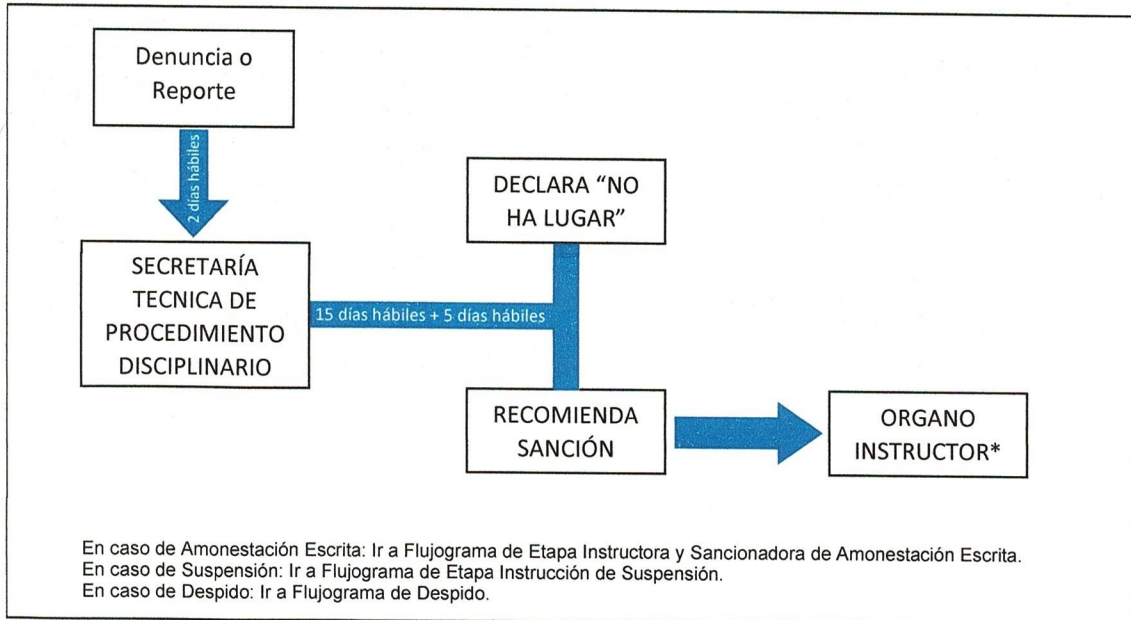 Denuncia o
Reporte
2 días hábiles
SECRETARÍA
TECNICA DE
PROCEDIMIENTO
DISCIPLINARIO
15 días hábiles + 5 días hábiles
DECLARA “NO
HA LUGAR”
RECOMIENDA
SANCIÓN
ORGANO
INSTRUCTOR*
En caso de Amonestación Escrita: Ir a Flujograma de Etapa Instructora y Sancionadora de Amonestación Escrita.
En caso de Suspensión: Ir a Flujograma de Etapa Instrucción de Suspensión.
En caso de Despido: Ir a Flujograma de Despido.